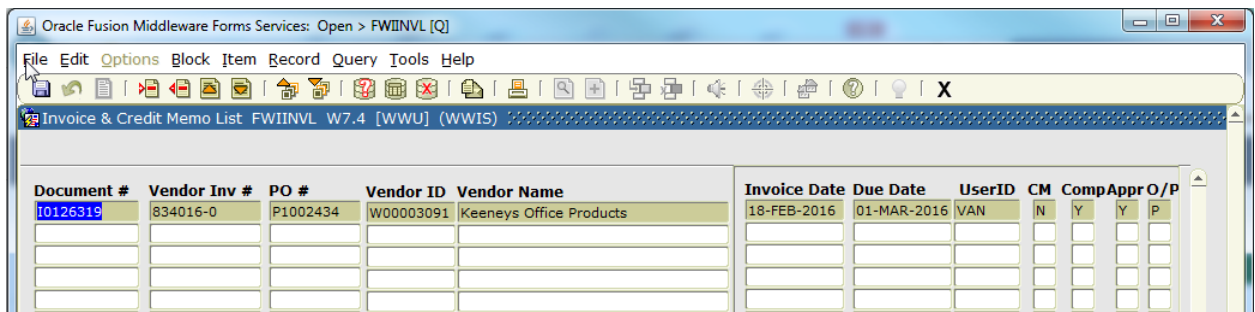 Oracle Fusion Middleware Forms Services: Open > FWIINVL [Q]
File Edit Options Block Item Record Query Tools Help
Invoice & Credit Memo List FWIINVL W7.4 [WWU] (WWIS)
Document # Vendor Inv # PO # Vendor ID Vendor Name Invoice Date Due Date UserID CM Comp Appr O/P
I0126319 834016-0 P1002434 W00003091 Keeneys Office Products 18-FEB-2016 01-MAR-2016 VAN N Y Y P